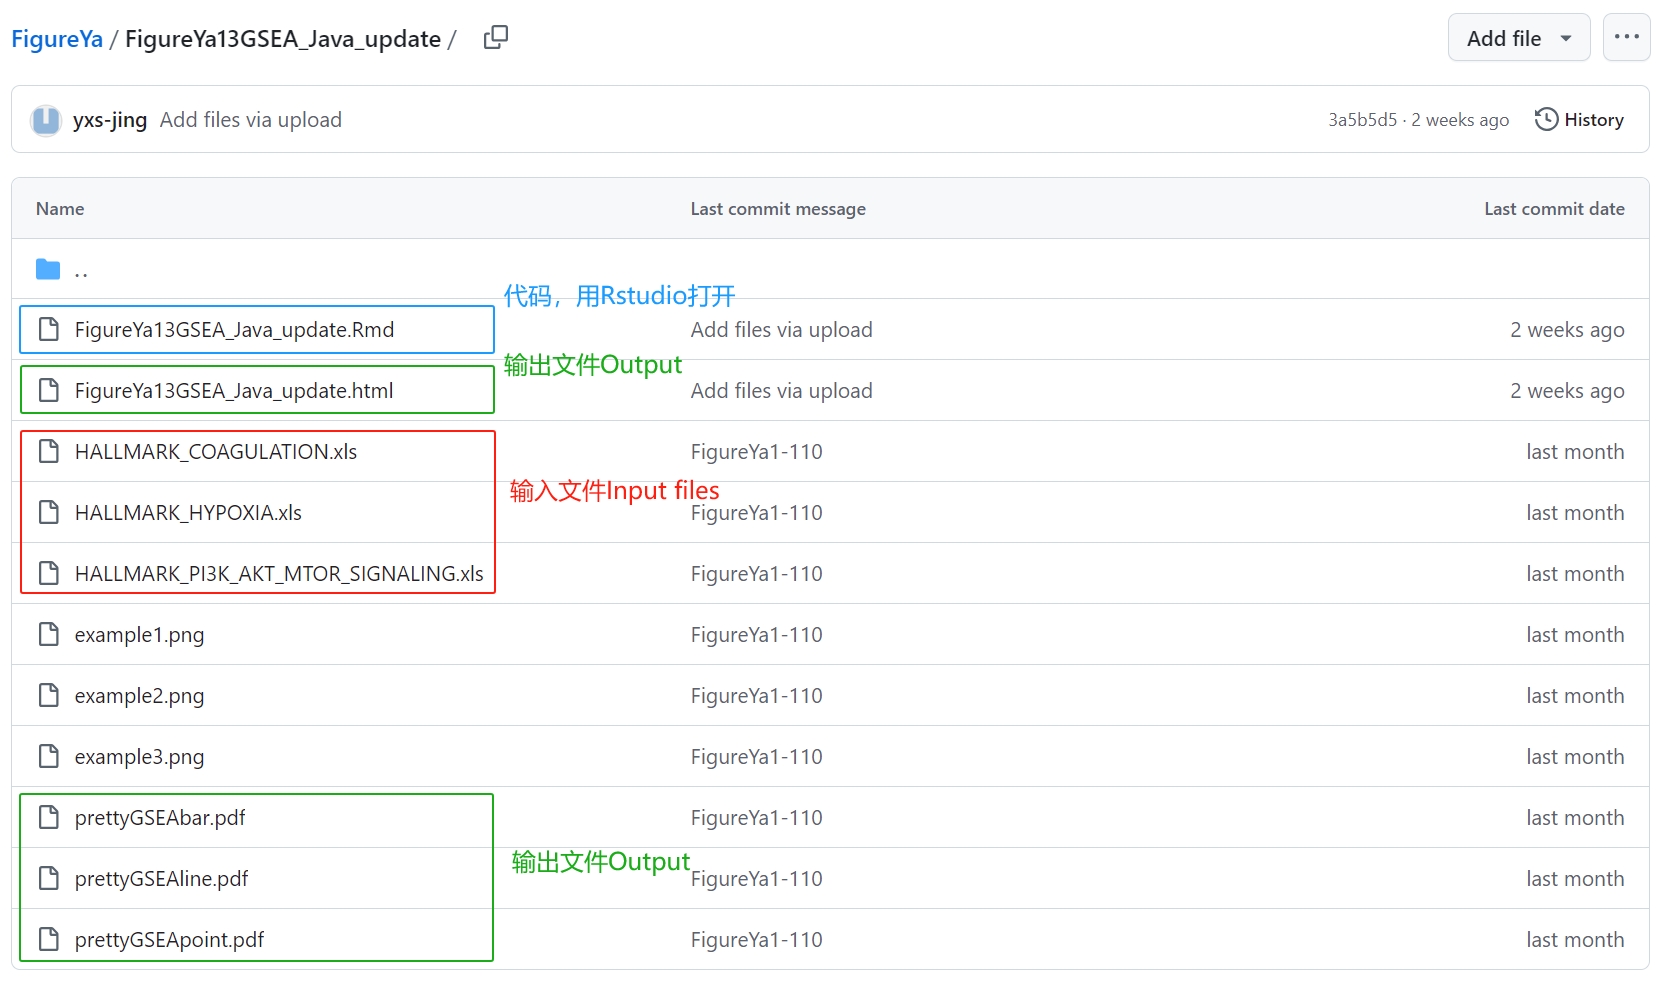 FigureYa / FigureYa13GSEA_Java_update /
Add file
yxs-jing Add files via upload
3a5b5d5 · 2 weeks ago
History
Name Last commit message Last commit date
..
代码，用Rstudio打开
FigureYa13GSEA_Java_update.Rmd Add files via upload 2 weeks ago
输出文件Output
FigureYa13GSEA_Java_update.html Add files via upload 2 weeks ago
HALLMARK_COAGULATION.xls FigureYa1-110 last month
输入文件Input files
HALLMARK_HYPOXIA.xls FigureYa1-110 last month
HALLMARK_PI3K_AKT_MTOR_SIGNALING.xls FigureYa1-110 last month
example1.png FigureYa1-110 last month
example2.png FigureYa1-110 last month
example3.png FigureYa1-110 last month
prettyGSEAbar.pdf FigureYa1-110 last month
输出文件Output
prettyGSEAline.pdf FigureYa1-110 last month
prettyGSEApoint.pdf FigureYa1-110 last month